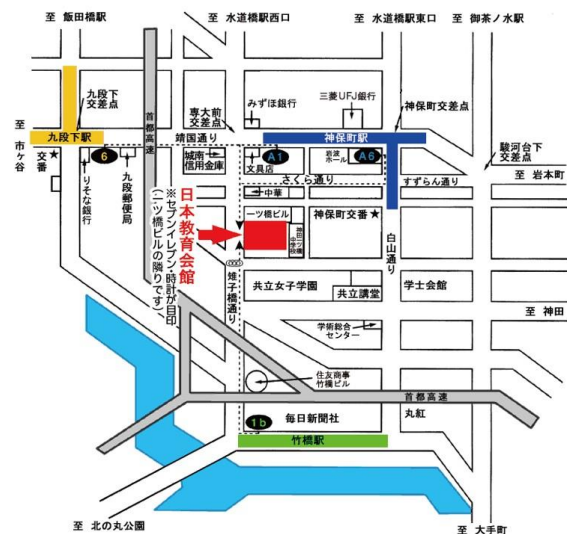 至 飯田橋駅
至 水道橋駅西口
至 水道橋駅東口
至 御茶ノ水駅
九段下
交差点
首都高速
専大前
交差点
みずほ銀行
三菱UFJ銀行
神保町交差点
至 市ヶ谷
九段下駅
靖国通り
神保町駅
駿河台下
交差点
交番★
6
城南
信用金庫
A1
文具店
岩波
ホール
A6
さくら通り
すずらん通り
至 岩本町
りそな銀行
九段郵便局
中華
日本教育会館
※セブンイレブン・時計が目印
(一ツ橋ビルの隣りです)
一ツ橋ビル
神保町交番★
白山通り
雉子橋通り
共立女子学園
共立講堂
学士会館
至 神田
学術総合
センター
住友商事
竹橋ビル
首都高速
丸紅
1b
毎日新聞社
竹橋駅
至 北の丸公園
至 大手町